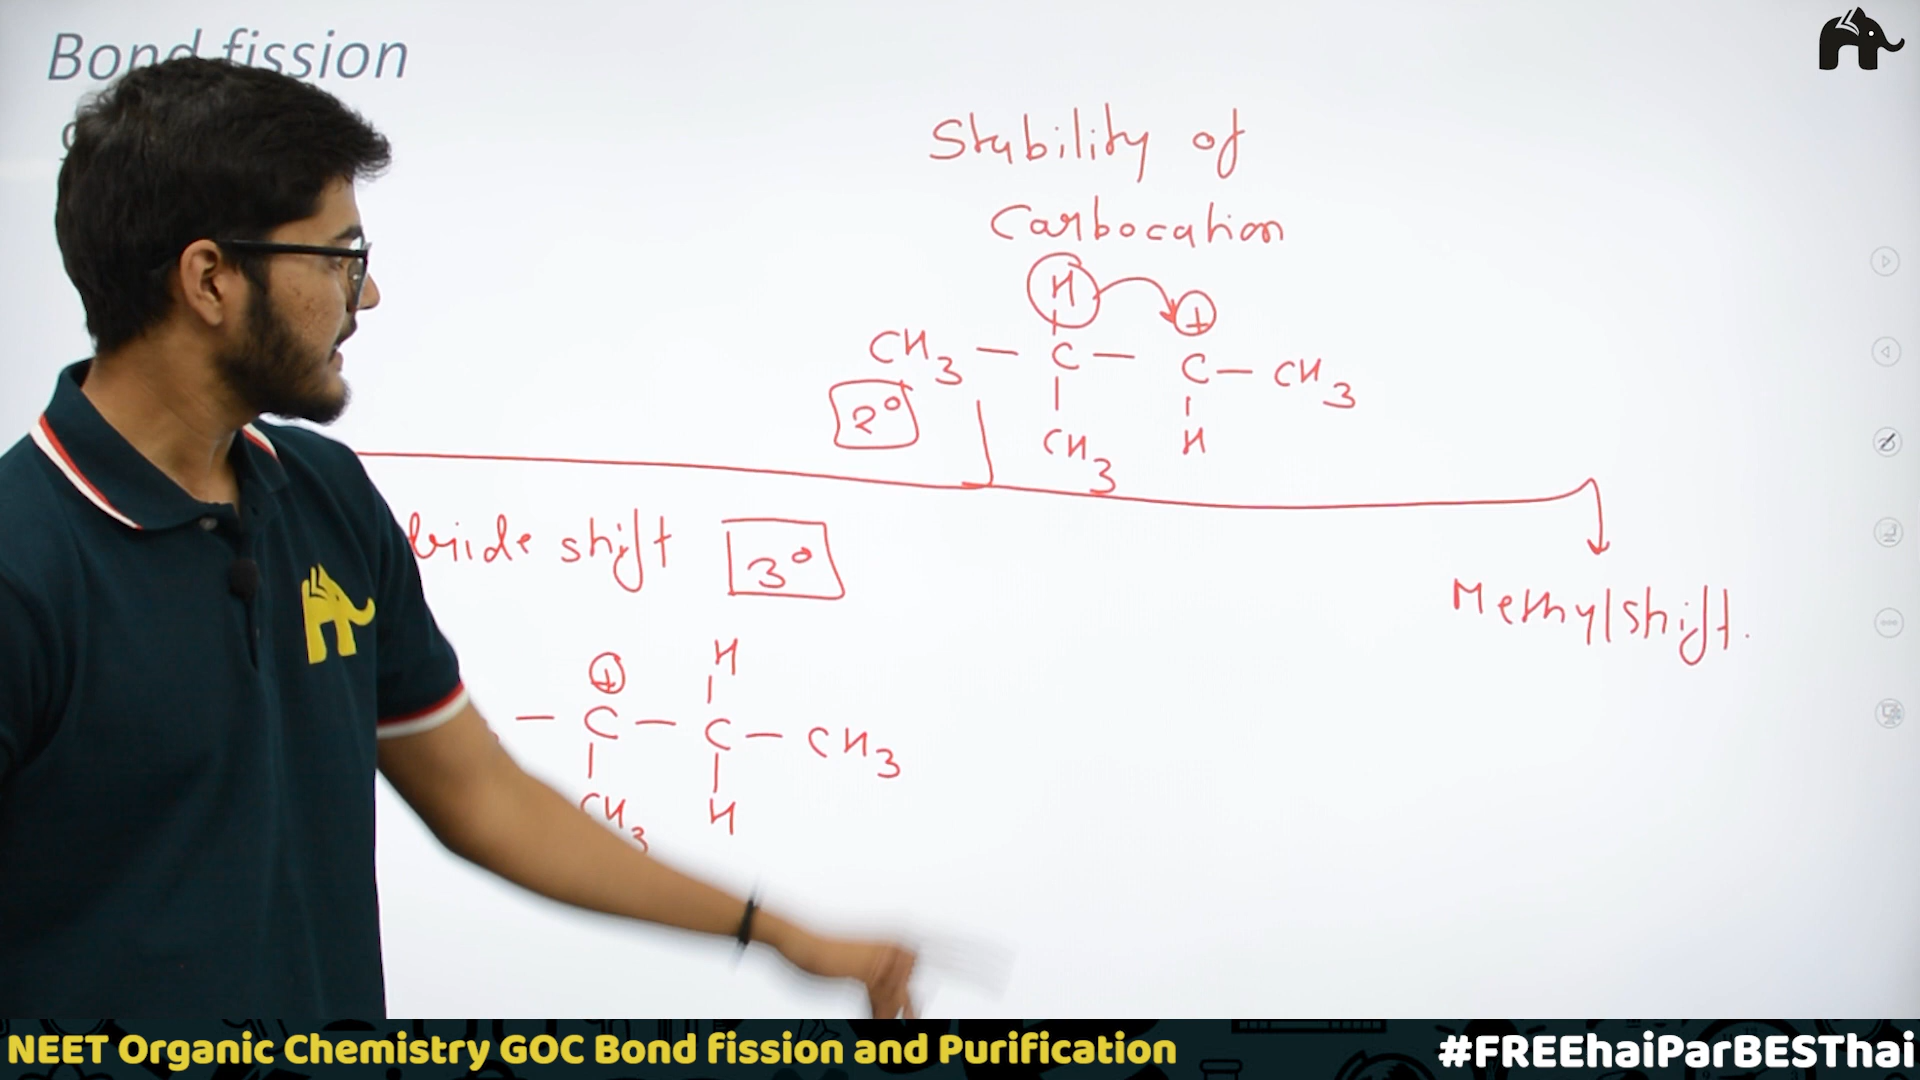 Bond fission
Stability of
Carbocation
H ⊕
CH3 — C — C — CH3
2°
CH3 H
shift 3°
Methyl shift.
⊕ H
— C — C — CH3
CH3 H
NEET Organic Chemistry GOC Bond fission and Purification
#FREEhaiParBESThai